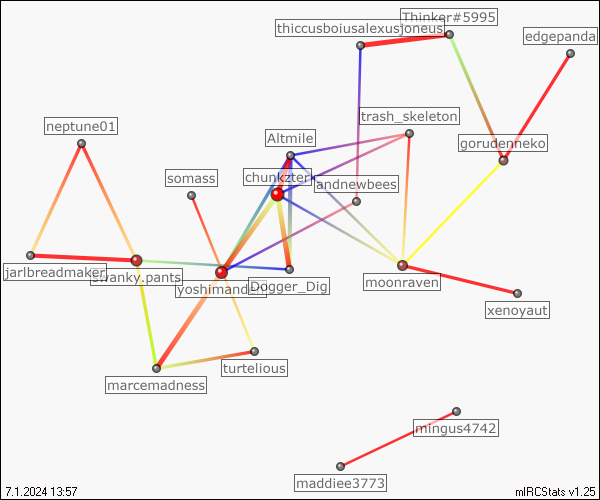 Thinker#5995
thiccusboiusalexusjoneus
edgepanda
trash_skeleton
neptune01
Altmile
gorudenneko
somass
chunkzter
andnewbees
jarlbreadmaker
swanky.pants
yoshimande
Dogger_Dig
moonraven
xenoyaut
turtelious
marcemadness
mingus4742
maddiee3773
7.1.2024 13:57
mIRCStats v1.25